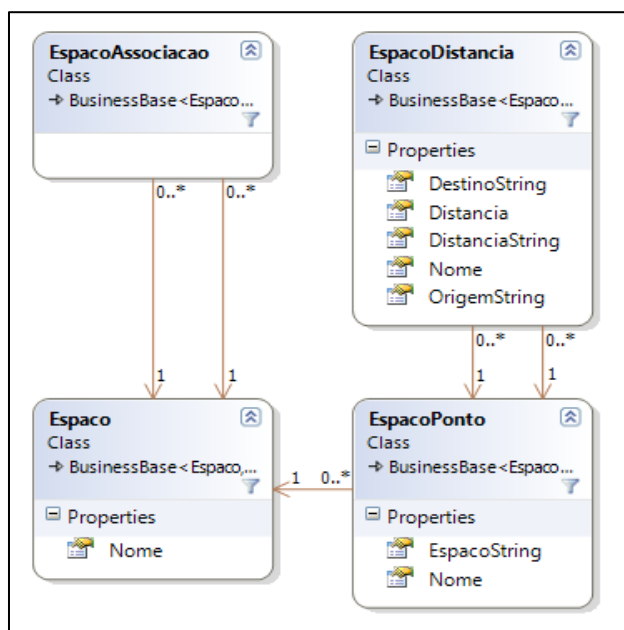 EspacoAssociacao
Class
BusinessBase<Espaco...
EspacoDistancia
Class
BusinessBase<Espaco...
Properties
DestinoString
Distancia
DistanciaString
Nome
OrigemString
0..*
0..*
1
1
0..*
0..*
1
1
Espaco
Class
BusinessBase<Espaco,...
Properties
Nome
1
0..*
EspacoPonto
Class
BusinessBase<Espaco...
Properties
EspacoString
Nome